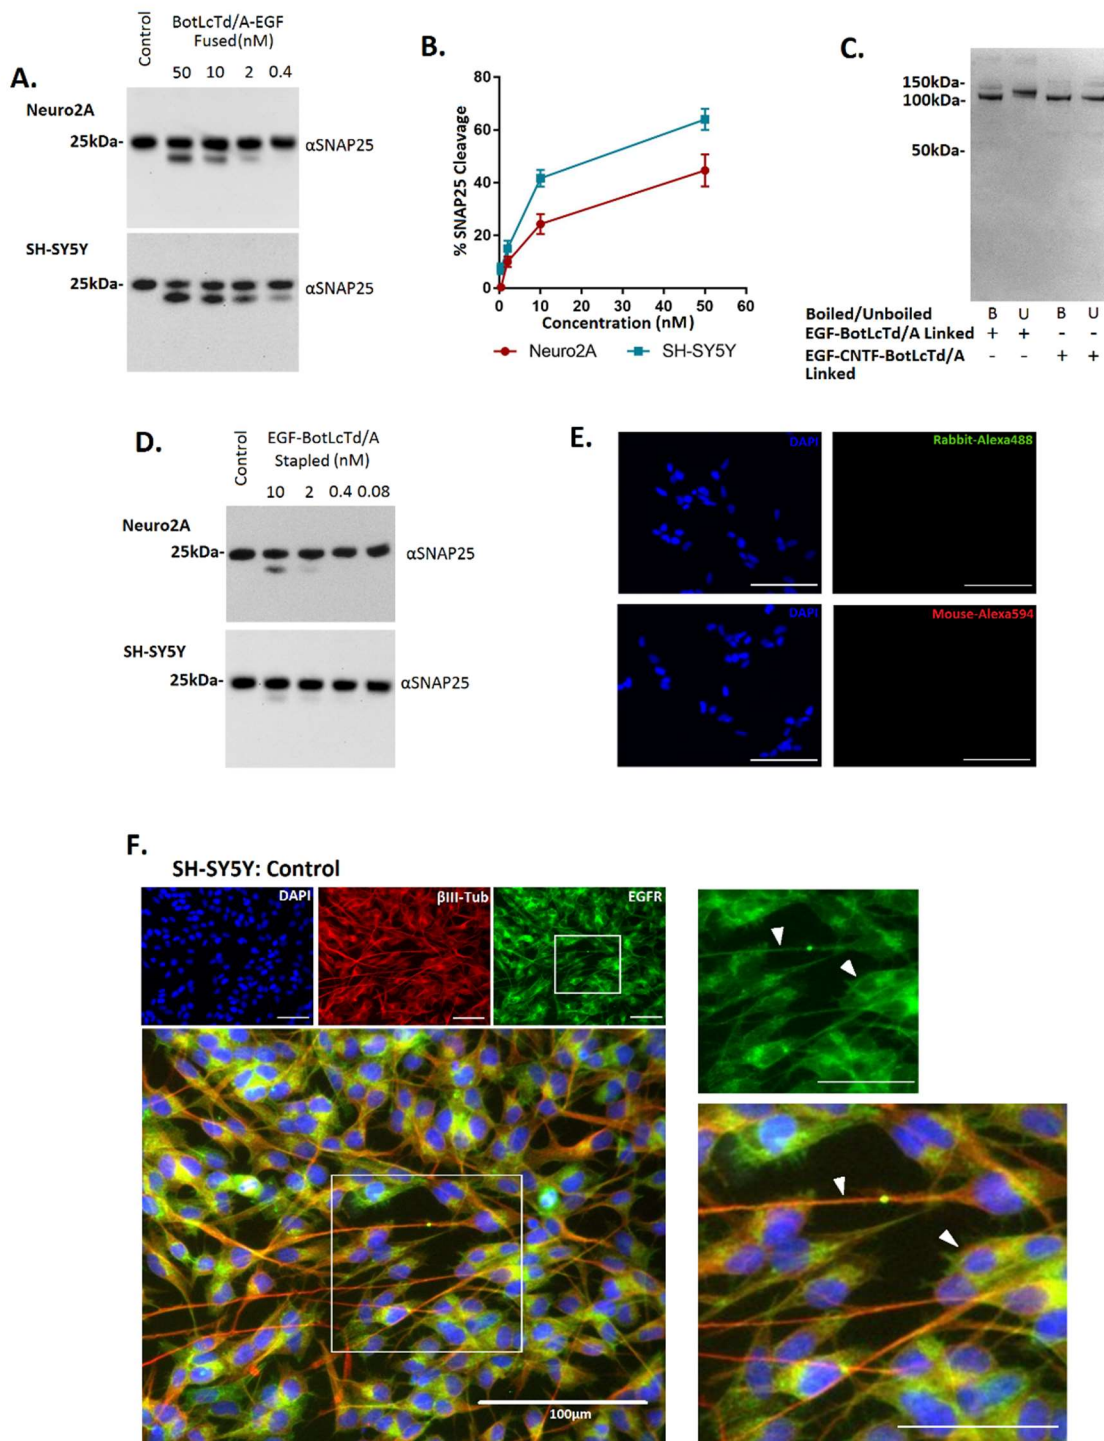 A.
Control
BotLcTd/A-EGF
Fused(nM)
50 10 2 0.4
Neuro2A
25kDa- αSNAP25
SH-SY5Y
25kDa- αSNAP25
B.
% SNAP25 Cleavage
80
60
40
20
0
0 10 20 30 40 50 60
Concentration (nM)
Neuro2A SH-SY5Y
C.
150kDa-
100kDa-
50kDa-
Boiled/Unboiled B U B U
EGF-BotLcTd/A Linked + + - -
EGF-CNTF-BotLcTd/A - - + +
Linked
D.
Control
EGF-BotLcTd/A
Stapled (nM)
10 2 0.4 0.08
Neuro2A
25kDa- αSNAP25
SH-SY5Y
25kDa- αSNAP25
E.
DAPI Rabbit-Alexa488
DAPI Mouse-Alexa594
F.
SH-SY5Y: Control
DAPI βIII-Tub EGFR
100μm